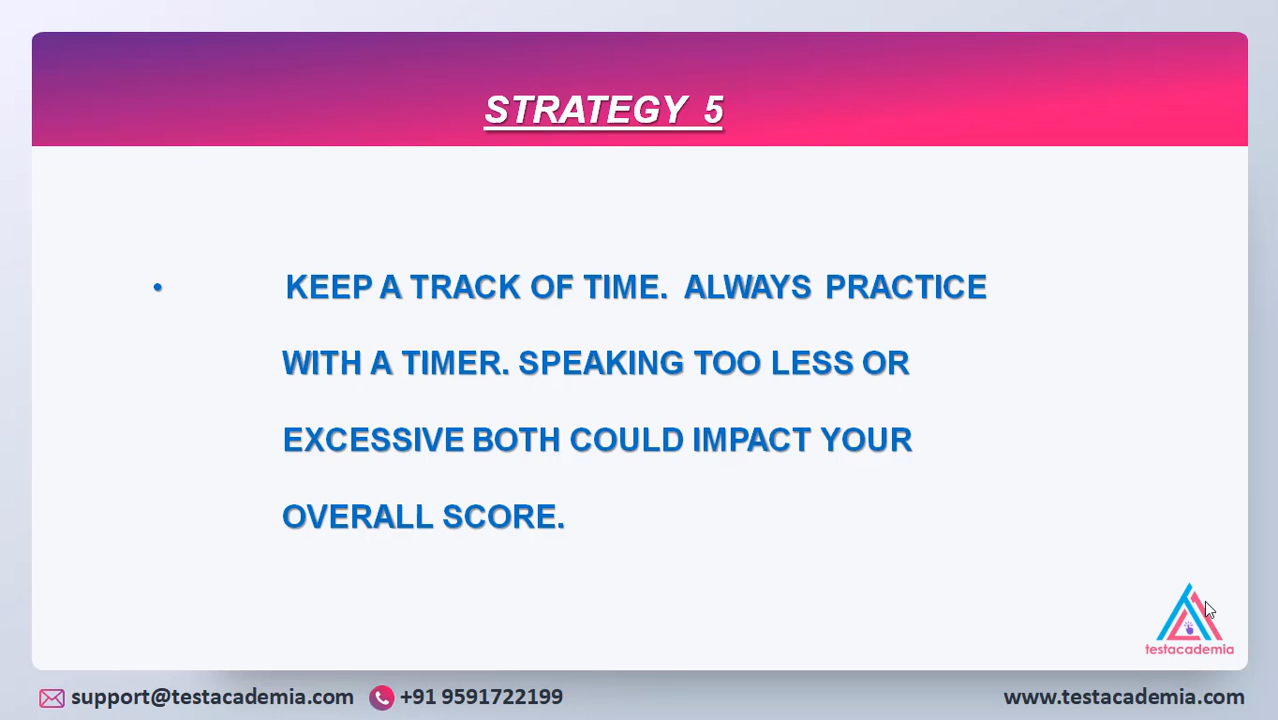 STRATEGY 5
• KEEP A TRACK OF TIME. ALWAYS PRACTICE
WITH A TIMER. SPEAKING TOO LESS OR
EXCESSIVE BOTH COULD IMPACT YOUR
OVERALL SCORE.
testacademia
support@testacademia.com +91 9591722199 www.testacademia.com